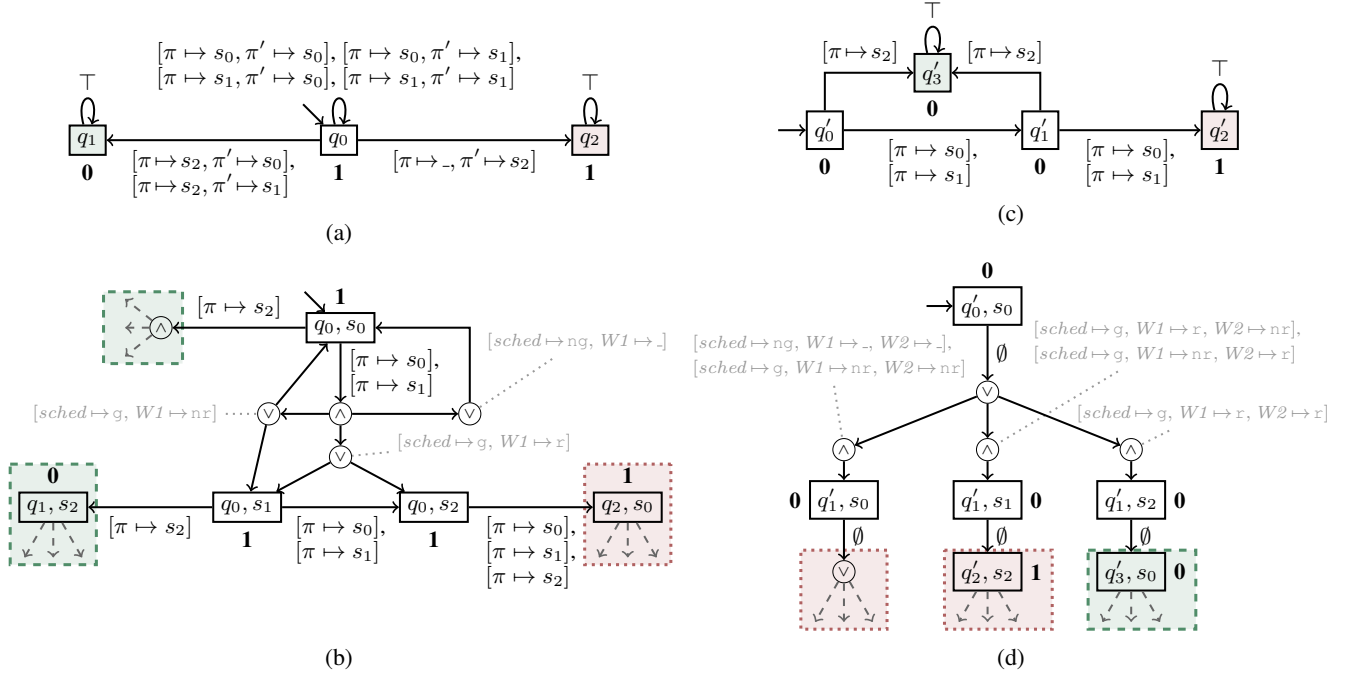 [π ↦ s₀, π′ ↦ s₀], [π ↦ s₀, π′ ↦ s₁],
[π ↦ s₁, π′ ↦ s₀], [π ↦ s₁, π′ ↦ s₁]
⊤
⊤
q₁
q₀
q₂
0
1
1
[π ↦ s₂, π′ ↦ s₀],
[π ↦ s₂, π′ ↦ s₁]
[π ↦ _, π′ ↦ s₂]
(a)
⊤
[π ↦ s₂]
[π ↦ s₂]
q′₃
0
⊤
q′₀
q′₁
q′₂
0
0
1
[π ↦ s₀],
[π ↦ s₁]
[π ↦ s₀],
[π ↦ s₁]
(c)
1
[π ↦ s₂]
∧
q₀, s₀
[π ↦ s₀],
[π ↦ s₁]
[sched ↦ ng, W1 ↦ _]
[sched ↦ g, W1 ↦ nr]
∨
∧
∨
[sched ↦ g, W1 ↦ r]
∨
0
1
q₁, s₂
q₀, s₁
q₀, s₂
q₂, s₀
[π ↦ s₂]
1
[π ↦ s₀],
[π ↦ s₁]
1
[π ↦ s₀],
[π ↦ s₁],
[π ↦ s₂]
(b)
0
q′₀, s₀
∅
[sched ↦ ng, W1 ↦ _, W2 ↦ _],
[sched ↦ g, W1 ↦ nr, W2 ↦ nr]
[sched ↦ g, W1 ↦ r, W2 ↦ nr],
[sched ↦ g, W1 ↦ nr, W2 ↦ r]
∨
[sched ↦ g, W1 ↦ r, W2 ↦ r]
∧
∧
∧
0
q′₁, s₀
q′₁, s₁
0
q′₁, s₂
0
∅
∅
∅
∨
q′₂, s₂
1
q′₃, s₀
0
(d)